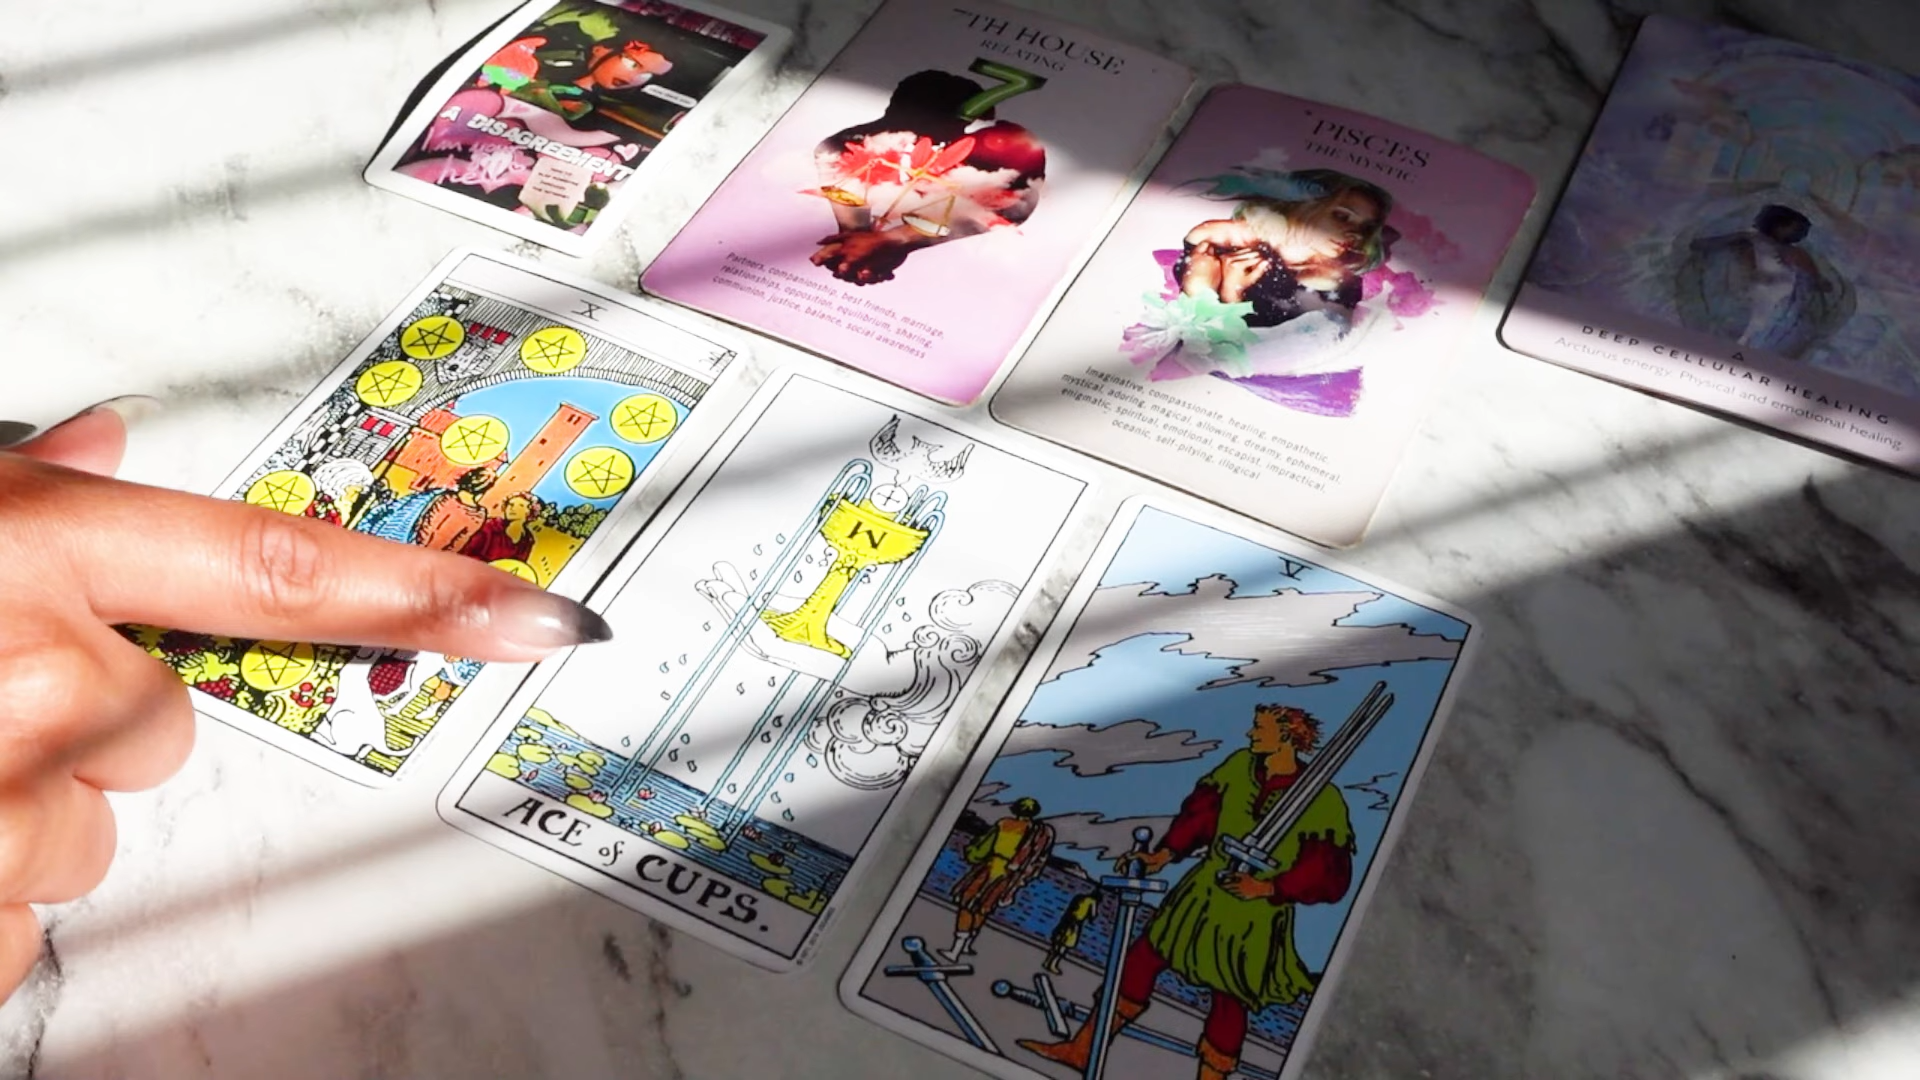 A DISAGREEMENT
TH HOUSE
RELATING
7
Partners, companionship, best friends, marriage,
relationships, opposition, equilibrium, sharing,
communion, justice, balance, social awareness
PISCES
THE MYSTIC
Imaginative, compassionate, healing, empathetic,
mystical, adoring, magical, allowing, dreamy, ephemeral,
enigmatic, spiritual, emotional, escapist, impractical,
oceanic, self-pitying, illogical
DEEP CELLULAR HEALING
Arcturus energy. Physical and emotional healing.
X
M
ACE of CUPS.
V